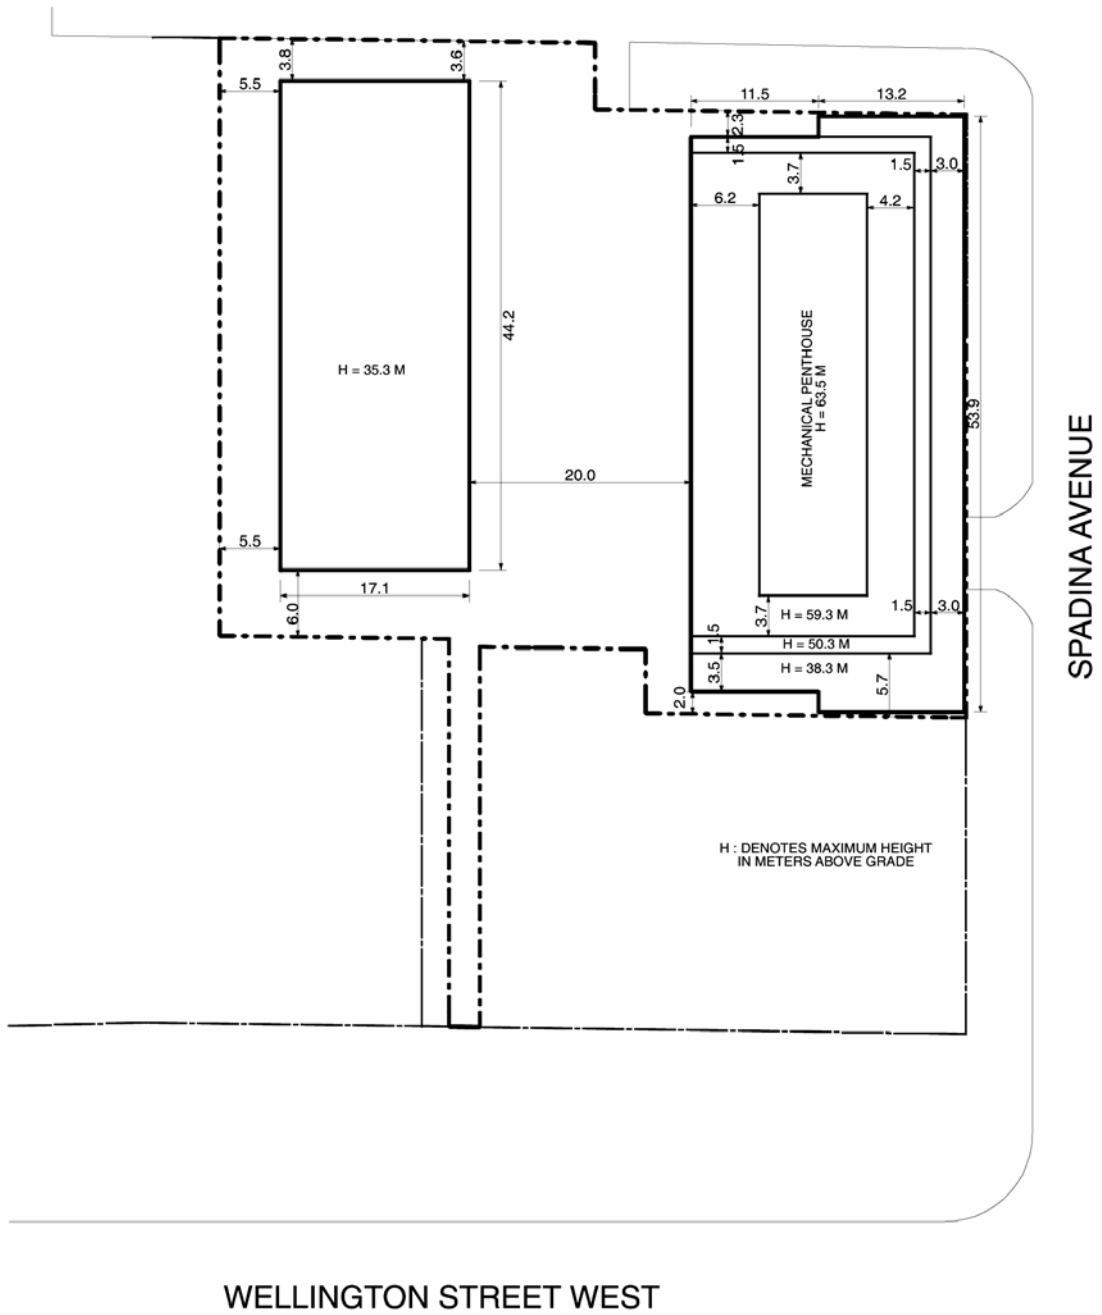 3.8
3.6
5.5
11.5
13.2
2.3
1.5
3.7
1.5
3.0
6.2
4.2
44.2
H = 35.3 M
MECHANICAL PENTHOUSE
H = 63.5 M
53.9
20.0
5.5
17.1
6.0
3.7
1.5
3.0
H = 59.3 M
1.5
H = 50.3 M
3.5
H = 38.3 M
5.7
2.0
SPADINA AVENUE
H : DENOTES MAXIMUM HEIGHT
IN METERS ABOVE GRADE
WELLINGTON STREET WEST